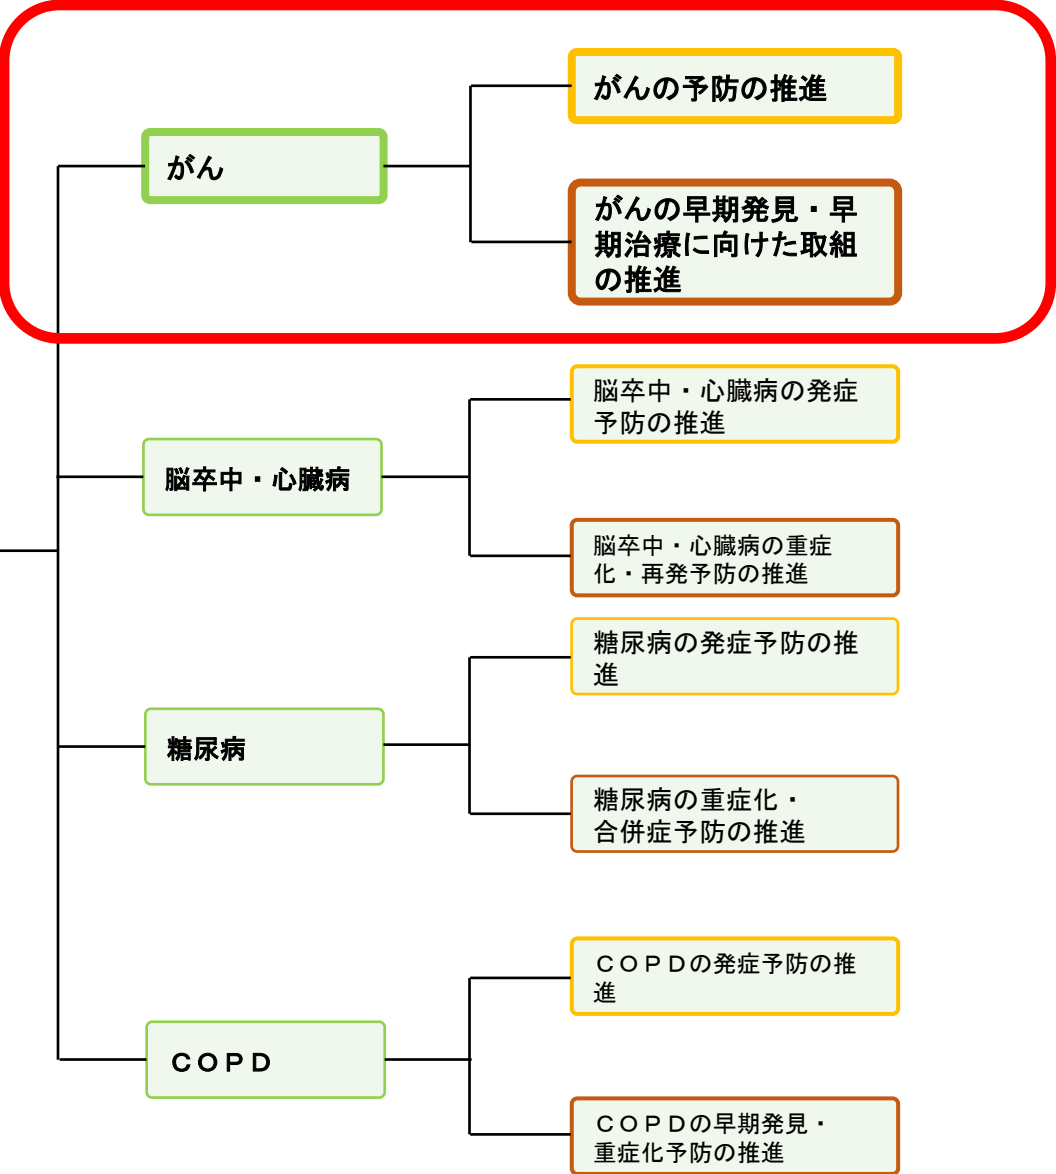 がんの予防の推進
がん
がんの早期発見・早
期治療に向けた取組
の推進
脳卒中・心臓病の発症
予防の推進
脳卒中・心臓病
脳卒中・心臓病の重症
化・再発予防の推進
糖尿病の発症予防の推
進
糖尿病
糖尿病の重症化・
合併症予防の推進
ＣＯＰＤの発症予防の推
進
ＣＯＰＤ
ＣＯＰＤの早期発見・
重症化予防の推進